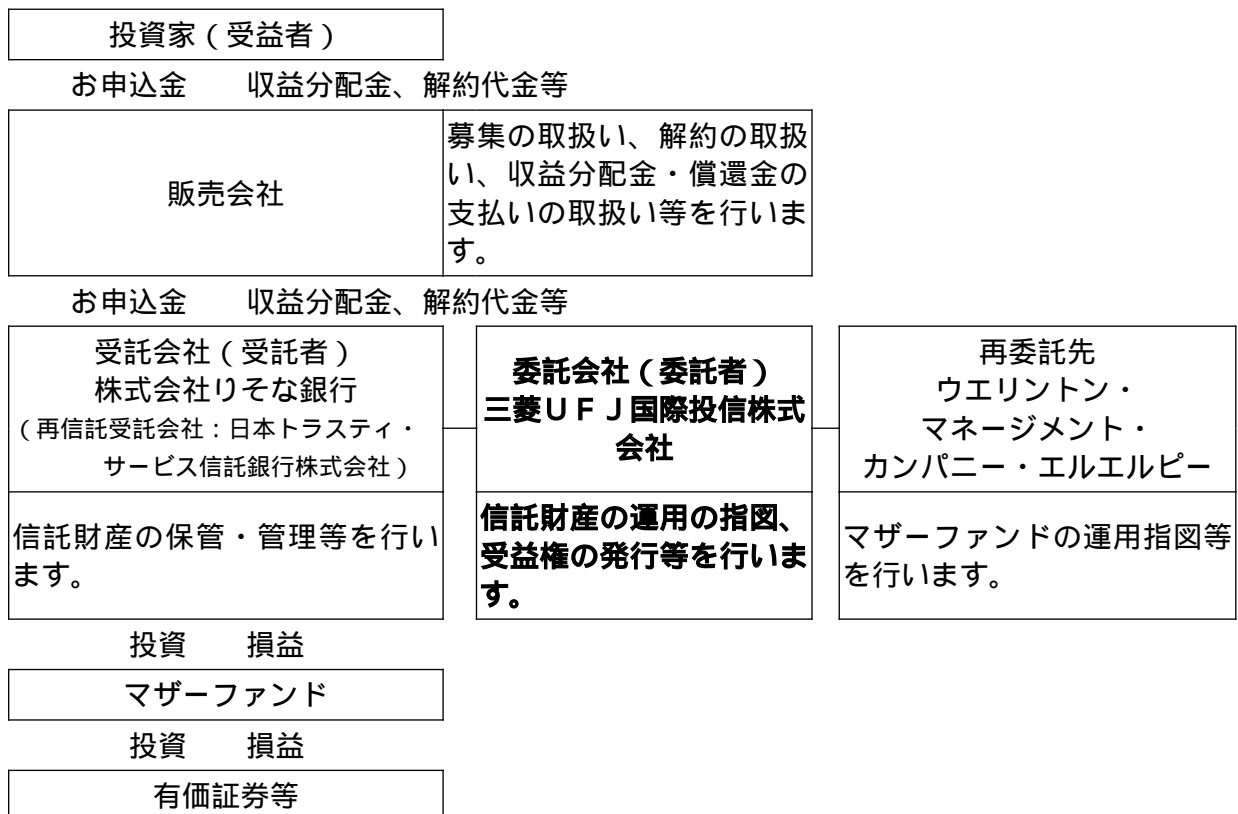 投資家(受益者)
お申込金　　収益分配金、解約代金等
販売会社
募集の取扱い、解約の取扱
い、収益分配金・償還金の
支払いの取扱い等を行いま
す。
お申込金　　収益分配金、解約代金等
受託会社(受託者)
株式会社りそな銀行
(再信託受託会社:日本トラスティ・
サービス信託銀行株式会社)
信託財産の保管・管理等を行い
ます。
委託会社(委託者)
三菱UFJ国際投信株式
会社
信託財産の運用の指図、
受益権の発行等を行いま
す。
再委託先
ウエリントン・
マネージメント・
カンパニー・エルエルピー
マザーファンドの運用指図等
を行います。
投資　　損益
マザーファンド
投資　　損益
有価証券等